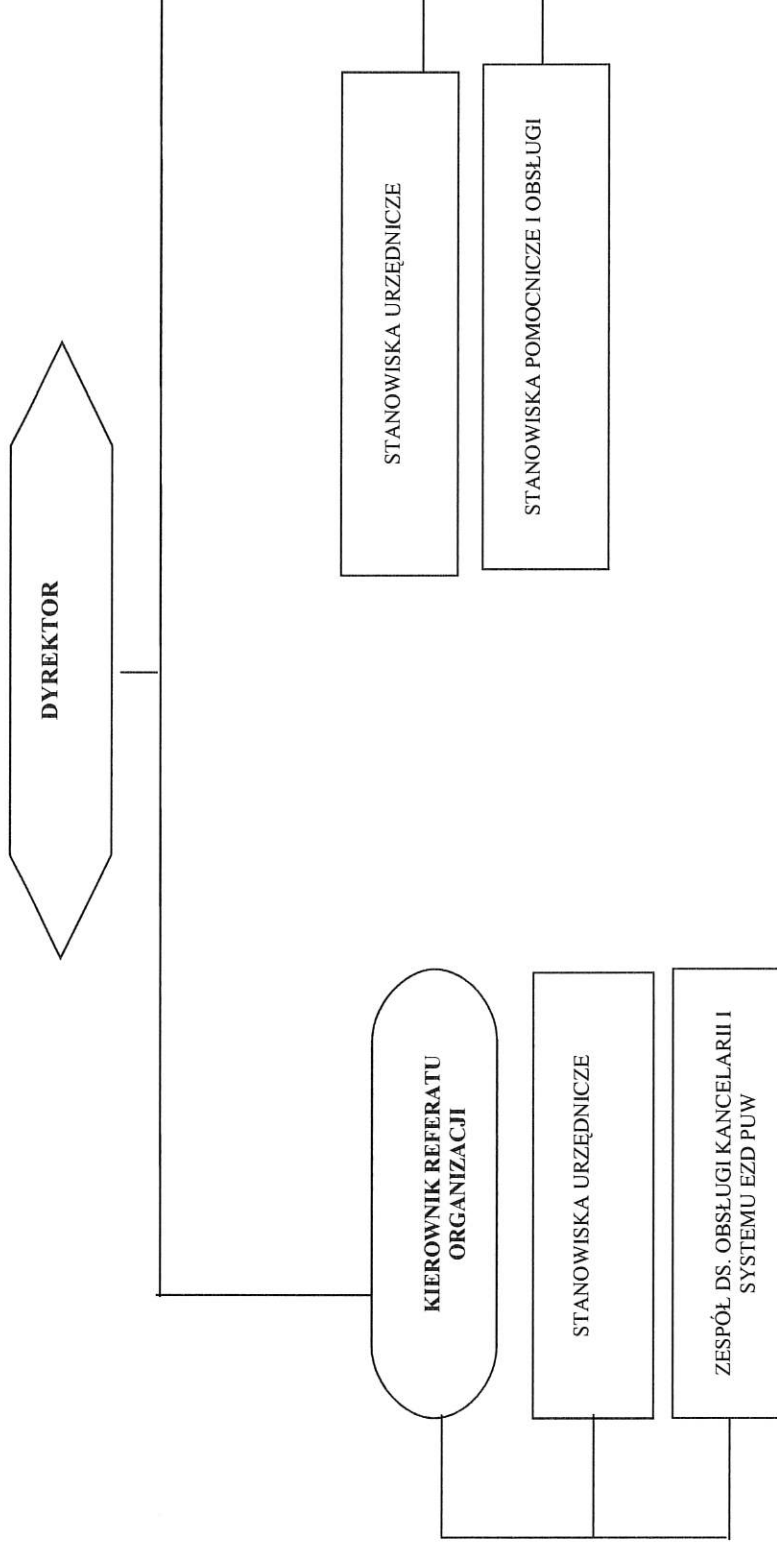 DYREKTOR
KIEROWNIK REFERATU
ORGANIZACJI
STANOWISKA URZĘDNICZE
ZESPÓŁ DS. OBSŁUGI KANCELARII I
SYSTEMU EZD PUW
STANOWISKA URZĘDNICZE
STANOWISKA POMOCNICZE I OBSŁUGI